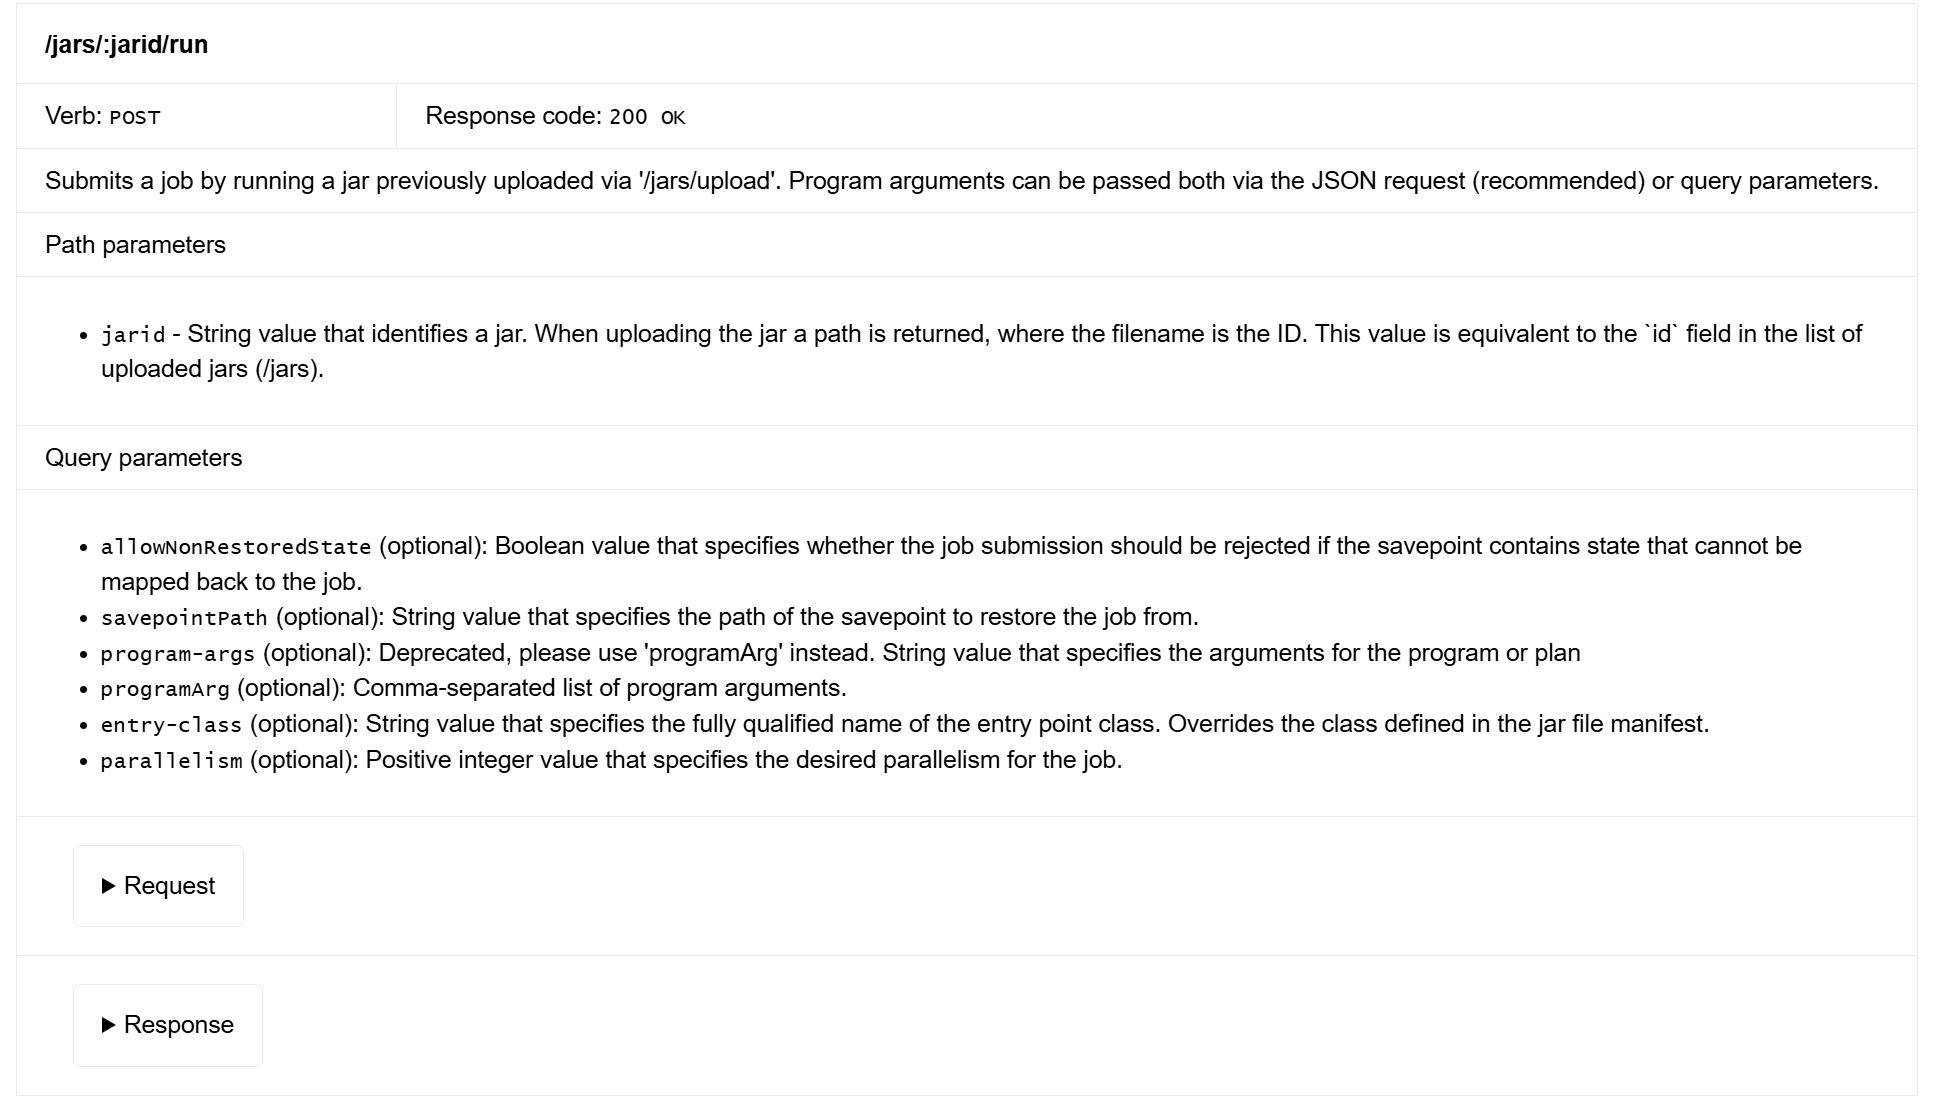 /jars/:jarid/run
Verb: POST
Response code: 200 OK
Submits a job by running a jar previously uploaded via '/jars/upload'. Program arguments can be passed both via the JSON request (recommended) or query parameters.
Path parameters
• jarid - String value that identifies a jar. When uploading the jar a path is returned, where the filename is the ID. This value is equivalent to the `id` field in the list of
uploaded jars (/jars).
Query parameters
• allowNonRestoredState (optional): Boolean value that specifies whether the job submission should be rejected if the savepoint contains state that cannot be
mapped back to the job.
• savepointPath (optional): String value that specifies the path of the savepoint to restore the job from.
• program-args (optional): Deprecated, please use 'programArg' instead. String value that specifies the arguments for the program or plan
• programArg (optional): Comma-separated list of program arguments.
• entry-class (optional): String value that specifies the fully qualified name of the entry point class. Overrides the class defined in the jar file manifest.
• parallelism (optional): Positive integer value that specifies the desired parallelism for the job.
▶ Request
▶ Response